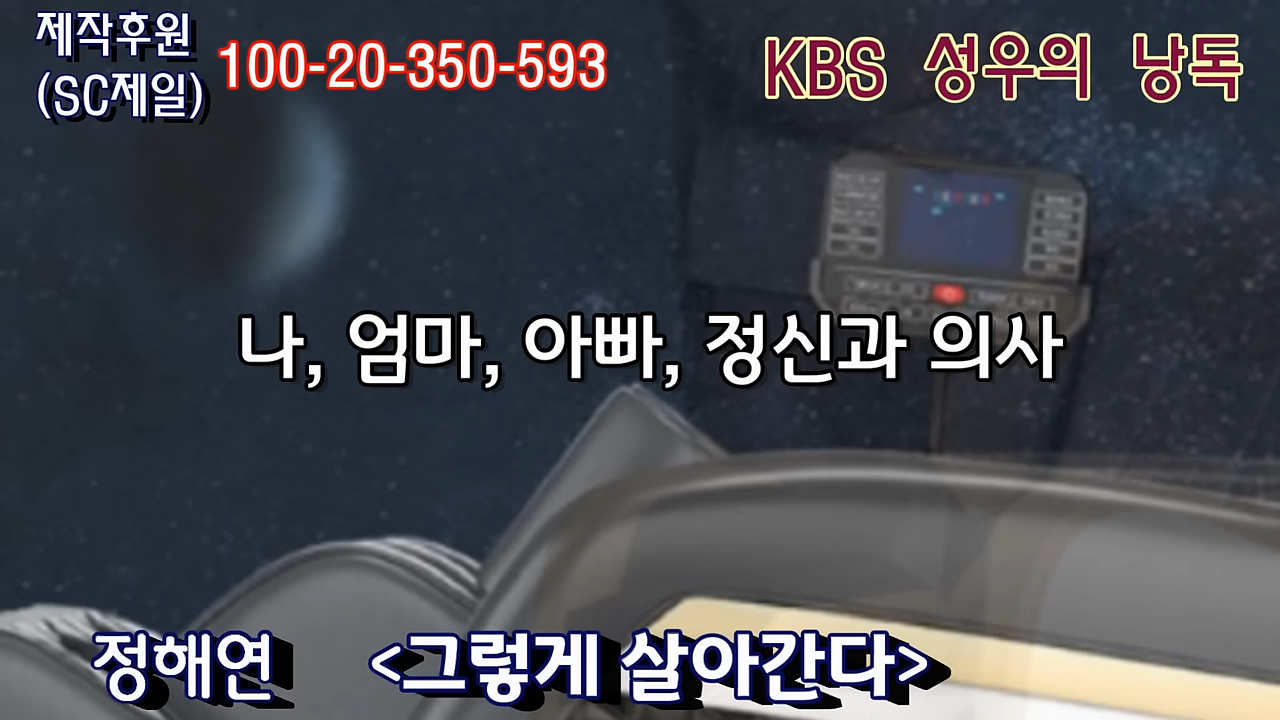 제작후원
(SC제일)
100-20-350-593
KBS 성우의 낭독
나, 엄마, 아빠, 정신과 의사
정해연 <그렇게 살아간다>